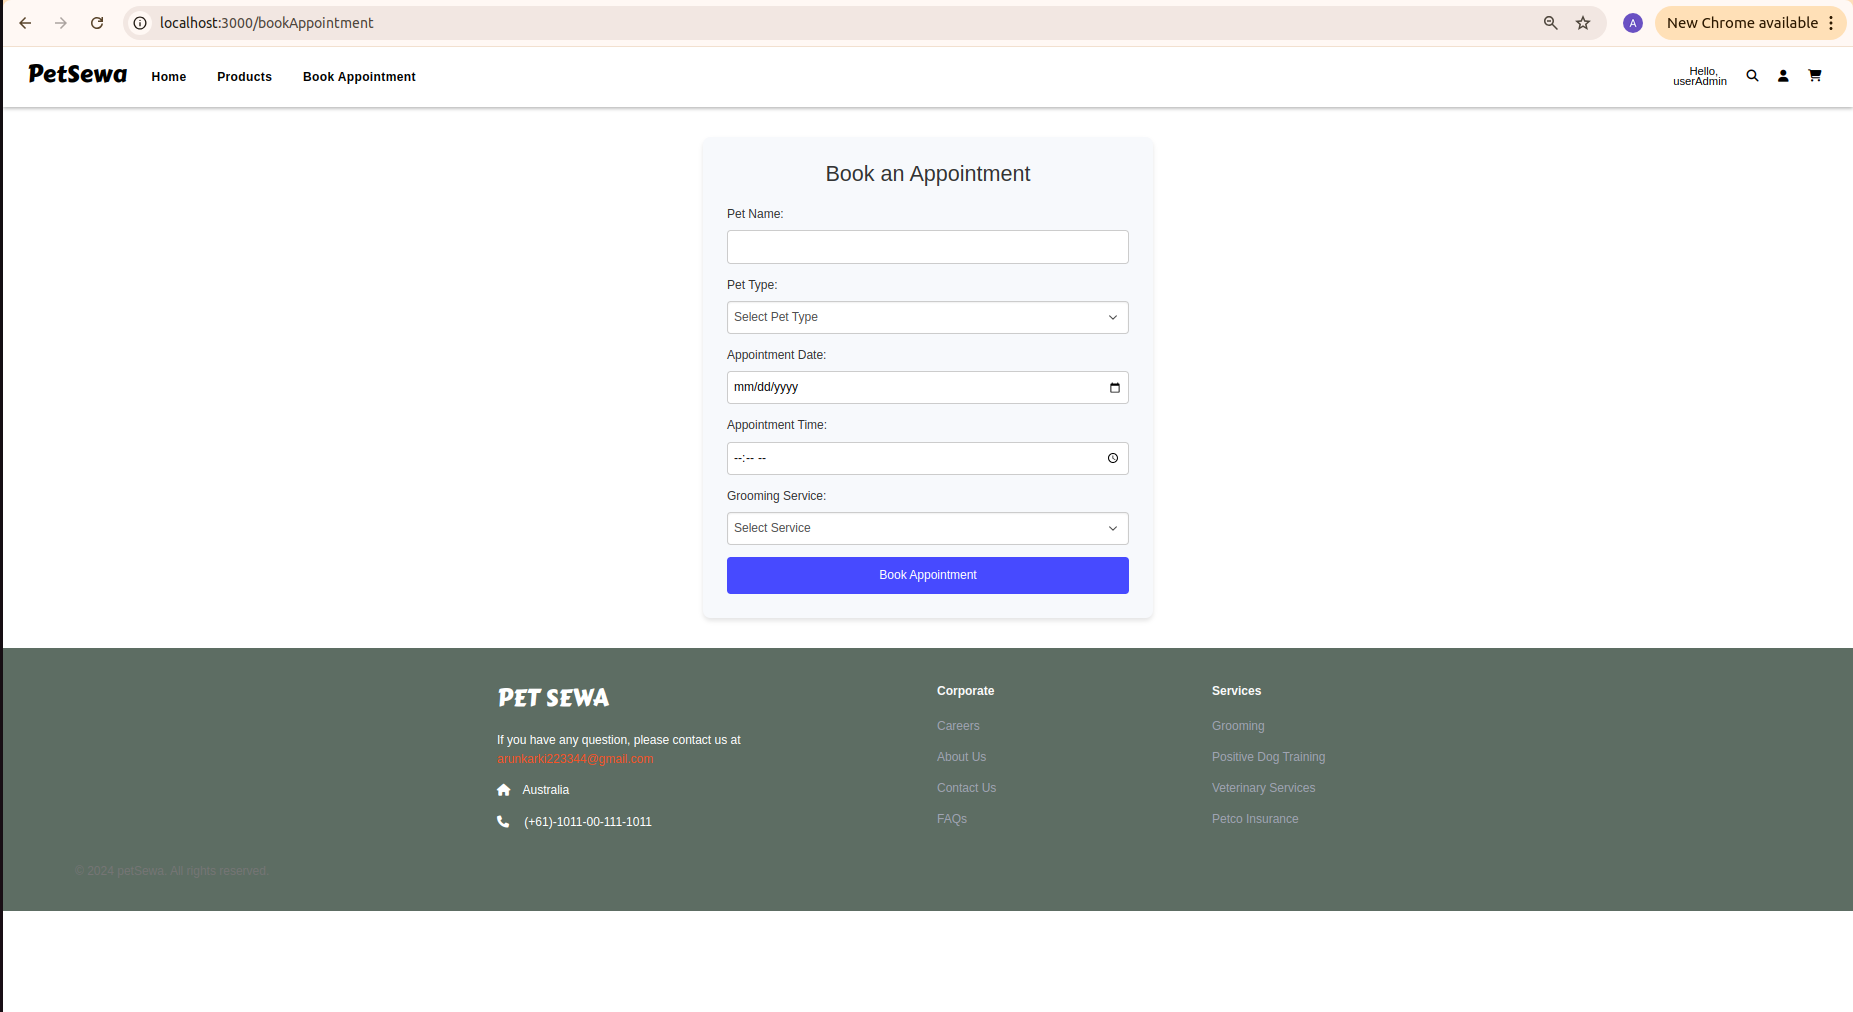 localhost:3000/bookAppointment
A
New Chrome available
PetSewa
Home
Products
Book Appointment
Hello,
userAdmin
Book an Appointment
Pet Name:
Pet Type:
Select Pet Type
Appointment Date:
mm/dd/yyyy
Appointment Time:
--:-- --
Grooming Service:
Select Service
Book Appointment
PET SEWA
If you have any question, please contact us at
arunkarki223344@gmail.com
Australia
(+61)-1011-00-111-1011
Corporate
Careers
About Us
Contact Us
FAQs
Services
Grooming
Positive Dog Training
Veterinary Services
Petco Insurance
© 2024 petSewa. All rights reserved.